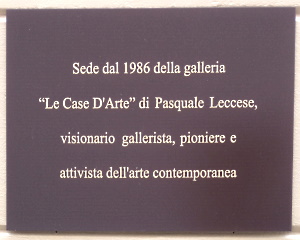 Sede dal 1986 della galleria
“Le Case D'Arte” di Pasquale Leccese,
visionario gallerista, pioniere e
attivista dell'arte contemporanea